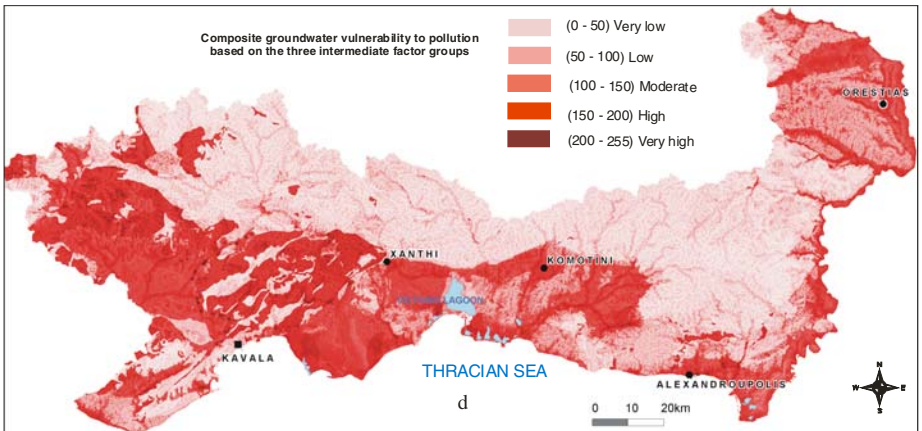 Composite groundwater vulnerability to pollution
based on the three intermediate factor groups
(0 - 50) Very low
(50 - 100) Low
(100 - 150) Moderate
(150 - 200) High
(200 - 255) Very high
ORESTIAS
XANTHI
KOMOTINI
LAGOON
KAVALA
THRACIAN SEA
ALEXANDROUPOLIS
d
0 10 20km
N
W E
S